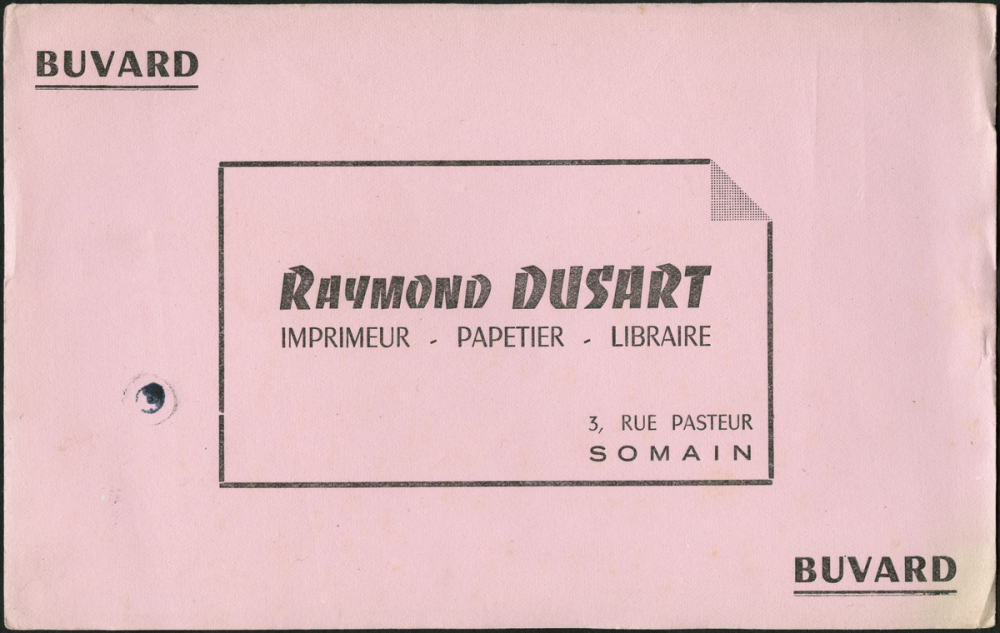 BUVARD
RAYMOND DUSART
IMPRIMEUR - PAPETIER - LIBRAIRE
3, RUE PASTEUR
SOMAIN
BUVARD